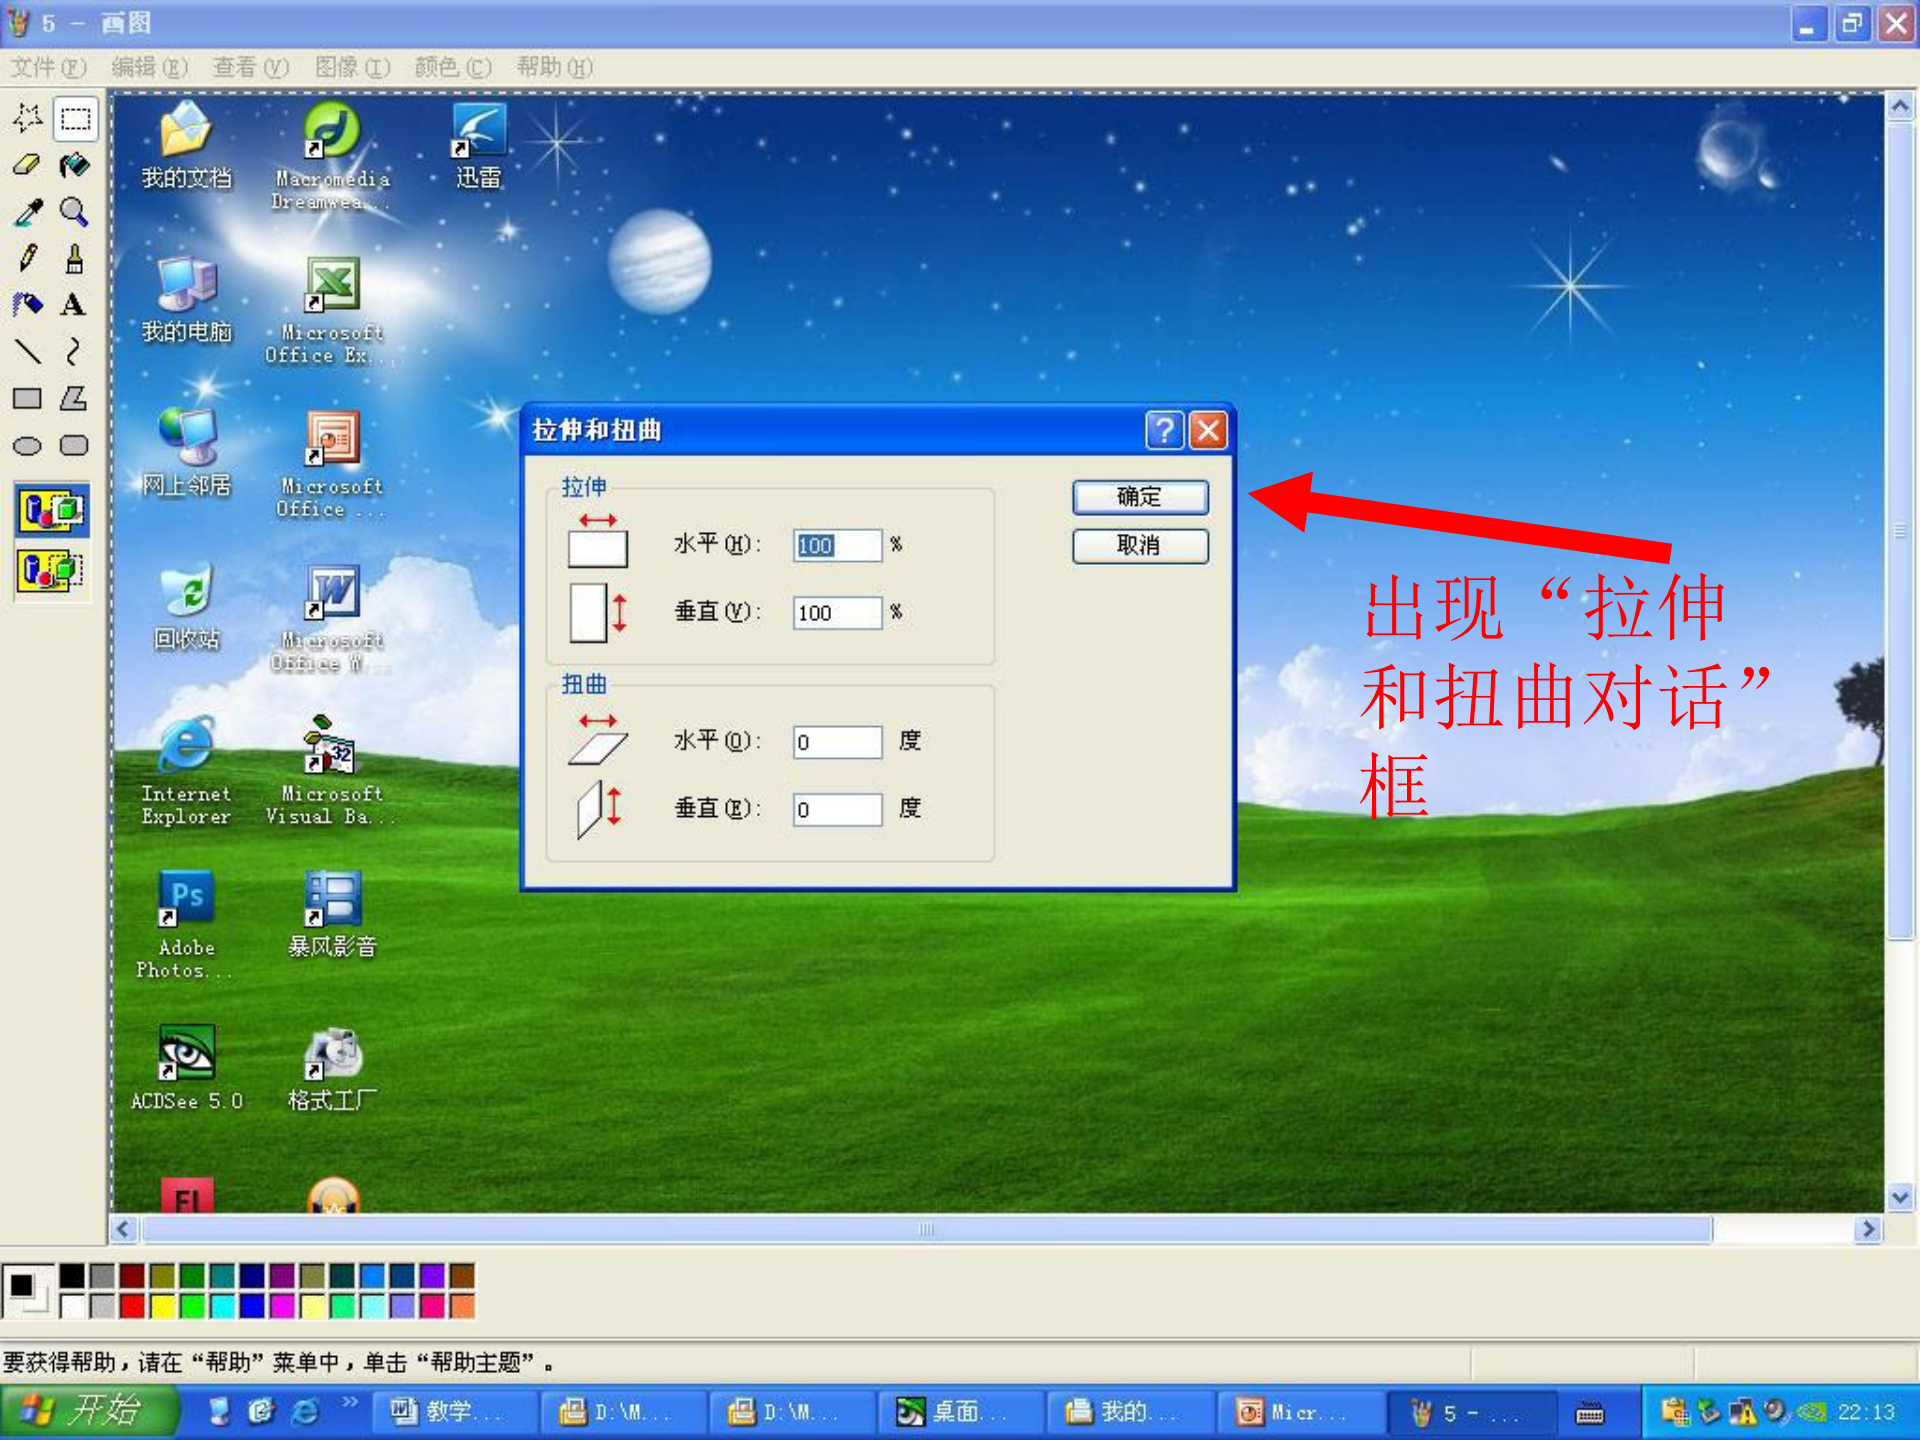 5 - 画图
文件(F) 编辑(E) 查看(V) 图像(I) 颜色(C) 帮助(H)
我的文档
Macromedia
Dreamwea...
迅雷
我的电脑
Microsoft
Office Ex...
网上邻居
Microsoft
Office ...
回收站
Microsoft
Office W...
Internet
Explorer
Microsoft
Visual Ba...
32
Ps
Adobe
Photos...
暴风影音
ACDSee 5.0
格式工厂
FL
拉伸和扭曲
拉伸
水平(H): 100 %
垂直(V): 100 %
扭曲
水平(O): 0 度
垂直(E): 0 度
确定
取消
出现“拉伸
和扭曲对话”
框
要获得帮助，请在“帮助”菜单中，单击“帮助主题”。
开始
教学...
D:\M...
D:\M...
桌面...
我的...
Micr...
5 - ...
22:13